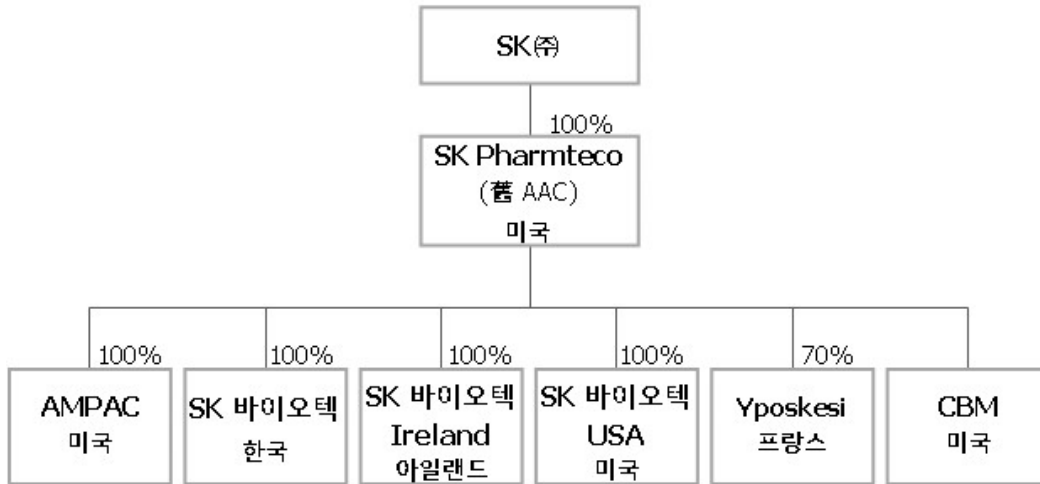 SK㈜
100%
SK Pharmteco
(舊 AAC)
미국
100%
100%
100%
100%
70%
AMPAC
미국
SK 바이오텍
한국
SK 바이오텍
Ireland
아일랜드
SK 바이오텍
USA
미국
Yposkesi
프랑스
CBM
미국